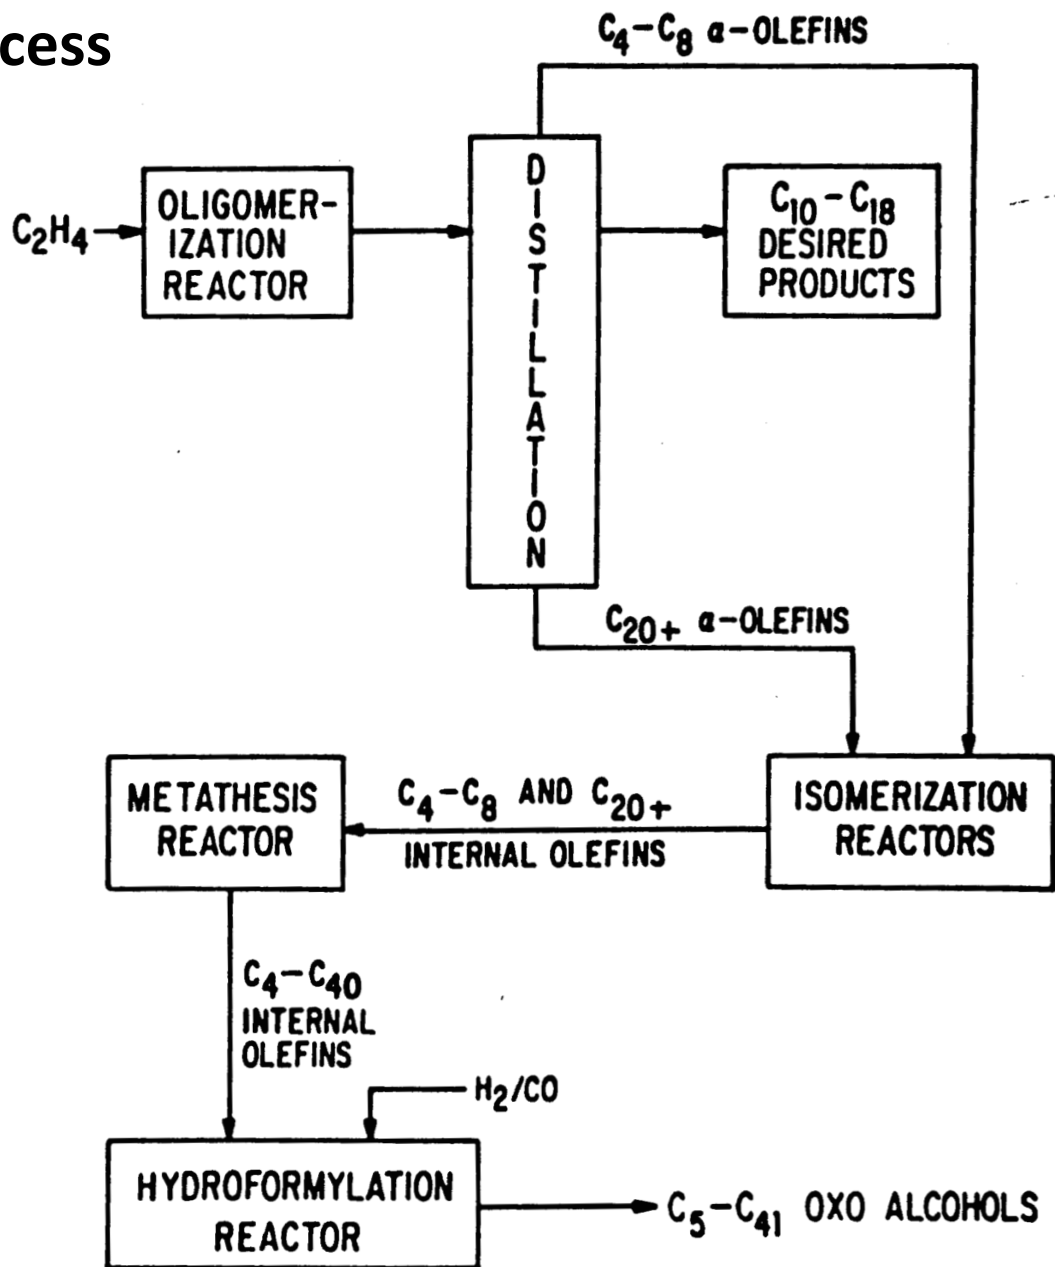 cess
C₄-C₈ α-OLEFINS
C₂H₄
OLIGOMER-
IZATION
REACTOR
DISTILLATION
C₁₀-C₁₈
DESIRED
PRODUCTS
C₂₀₊ α-OLEFINS
METATHESIS
REACTOR
C₄-C₈ AND C₂₀₊
INTERNAL OLEFINS
ISOMERIZATION
REACTORS
C₄-C₄₀
INTERNAL
OLEFINS
H₂/CO
HYDROFORMYLATION
REACTOR
C₅-C₄₁ OXO ALCOHOLS